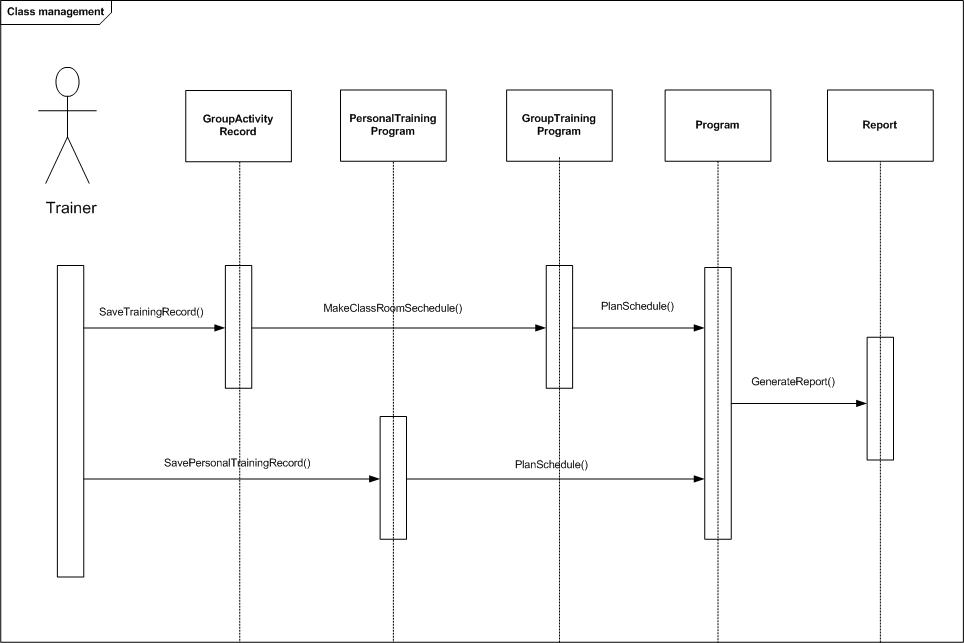 Class management
GroupActivity
Record
PersonalTraining
Program
GroupTraining
Program
Program
Report
Trainer
SaveTrainingRecord()
MakeClassRoomSechedule()
PlanSchedule()
GenerateReport()
SavePersonalTrainingRecord()
PlanSchedule()